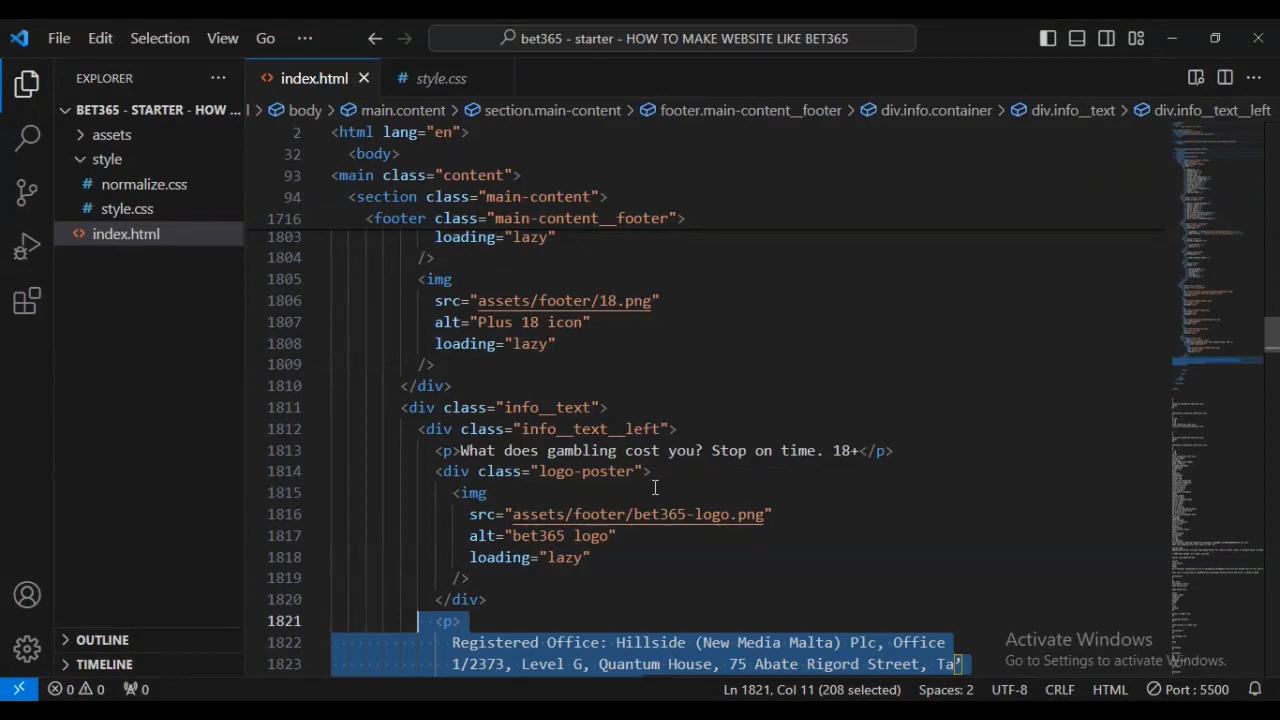 File Edit Selection View Go ··· bet365 - starter - HOW TO MAKE WEBSITE LIKE BET365
EXPLORER ···
index.html
# style.css
BET365 - STARTER - HOW ...
assets
style
# normalize.css
# style.css
index.html
OUTLINE
TIMELINE
l > body > main.content > section.main-content > footer.main-content__footer > div.info.container > div.info__text > div.info__text__left
2 <html lang="en">
32 <body>
93 <main class="content">
94 <section class="main-content">
1716 <footer class="main-content__footer">
1803 loading="lazy"
1804 />
1805 <img
1806 src="assets/footer/18.png"
1807 alt="Plus 18 icon"
1808 loading="lazy"
1809 />
1810 </div>
1811 <div class="info__text">
1812 <div class="info__text__left">
1813 <p>What does gambling cost you? Stop on time. 18+</p>
1814 <div class="logo-poster">
1815 <img
1816 src="assets/footer/bet365-logo.png"
1817 alt="bet365 logo"
1818 loading="lazy"
1819 />
1820 </div>
1821 <p>
1822 Registered Office: Hillside (New Media Malta) Plc, Office
1823 1/2373, Level G, Quantum House, 75 Abate Rigord Street, Ta’
Activate Windows
Go to Settings to activate Windows.
0 0 0 Ln 1821, Col 11 (208 selected) Spaces: 2 UTF-8 CRLF HTML Port : 5500